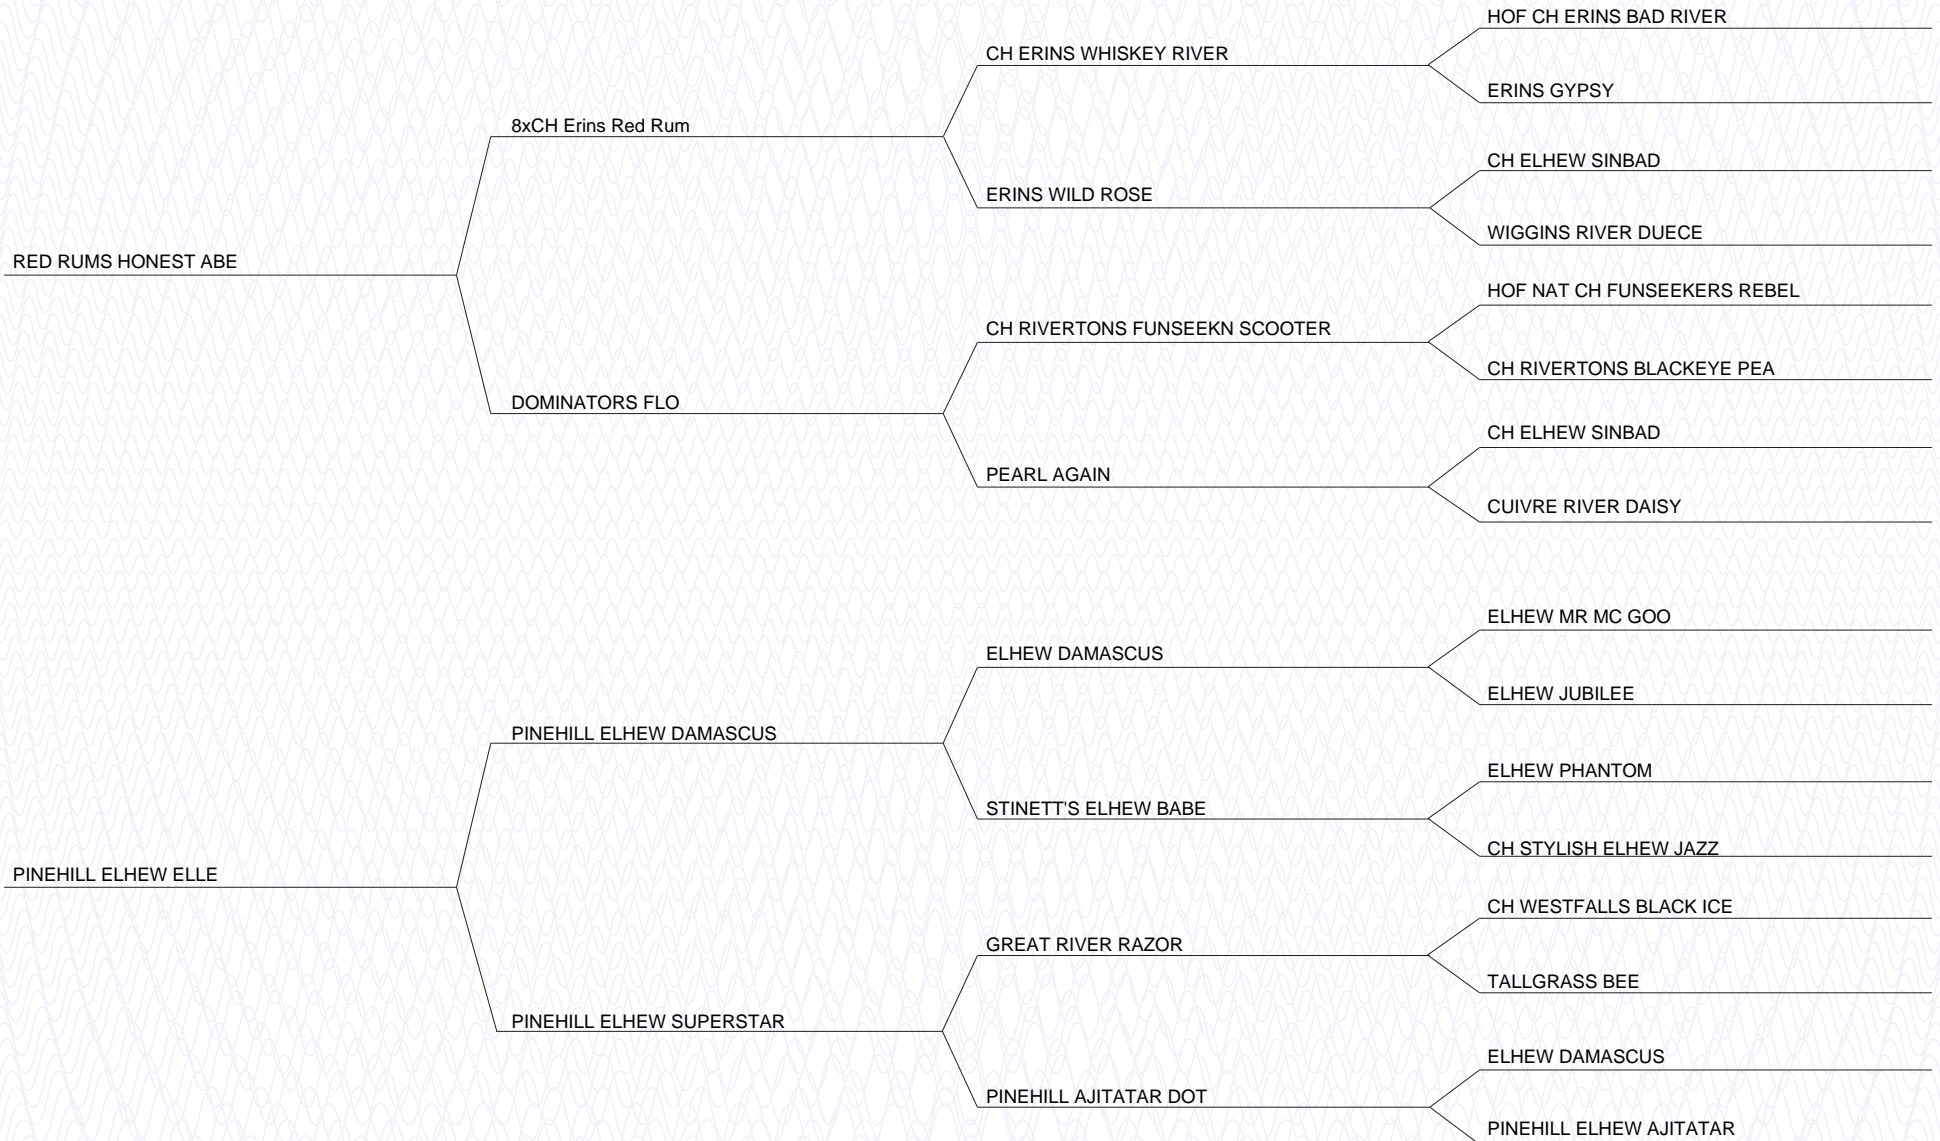 HOF CH ERINS BAD RIVER
CH ERINS WHISKEY RIVER
ERINS GYPSY
8xCH Erins Red Rum
CH ELHEW SINBAD
ERINS WILD ROSE
WIGGINS RIVER DUECE
RED RUMS HONEST ABE
HOF NAT CH FUNSEEKERS REBEL
CH RIVERTONS FUNSEEKN SCOOTER
CH RIVERTONS BLACKEYE PEA
DOMINATORS FLO
CH ELHEW SINBAD
PEARL AGAIN
CUIVRE RIVER DAISY
ELHEW MR MC GOO
ELHEW DAMASCUS
ELHEW JUBILEE
PINEHILL ELHEW DAMASCUS
ELHEW PHANTOM
STINETT'S ELHEW BABE
CH STYLISH ELHEW JAZZ
PINEHILL ELHEW ELLE
CH WESTFALLS BLACK ICE
GREAT RIVER RAZOR
TALLGRASS BEE
PINEHILL ELHEW SUPERSTAR
ELHEW DAMASCUS
PINEHILL AJITATAR DOT
PINEHILL ELHEW AJITATAR